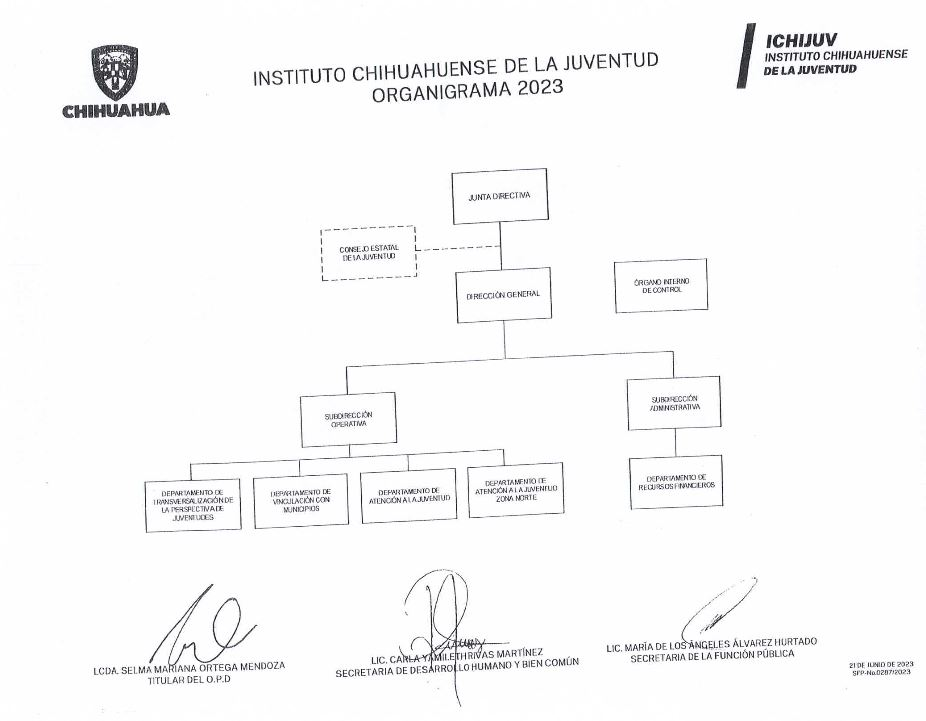 CHIHUAHUA
INSTITUTO CHIHUAHUENSE DE LA JUVENTUD
ORGANIGRAMA 2023
ICHIJUV
INSTITUTO CHIHUAHUENSE
DE LA JUVENTUD
JUNTA DIRECTIVA
CONSEJO ESTATAL
DE LA JUVENTUD
DIRECCIÓN GENERAL
ÓRGANO INTERNO
DE CONTROL
SUBDIRECCIÓN
OPERATIVA
SUBDIRECCIÓN
ADMINISTRATIVA
DEPARTAMENTO DE
TRANSVERSALIZACIÓN DE
LA PERSPECTIVA DE
JUVENTUDES
DEPARTAMENTO DE
VINCULACIÓN CON
MUNICIPIOS
DEPARTAMENTO DE
ATENCIÓN A LA JUVENTUD
DEPARTAMENTO DE
ATENCIÓN A LA JUVENTUD
ZONA NORTE
DEPARTAMENTO DE
RECURSOS FINANCIEROS
LCDA. SELMA MARIANA ORTEGA MENDOZA
TITULAR DEL O.P.D
LIC. CARLA YAMILETH RIVAS MARTÍNEZ
SECRETARIA DE DESARROLLO HUMANO Y BIEN COMÚN
LIC. MARÍA DE LOS ÁNGELES ÁLVAREZ HURTADO
SECRETARIA DE LA FUNCIÓN PÚBLICA
21 DE JUNIO DE 2023
SFP-No.0287/2023